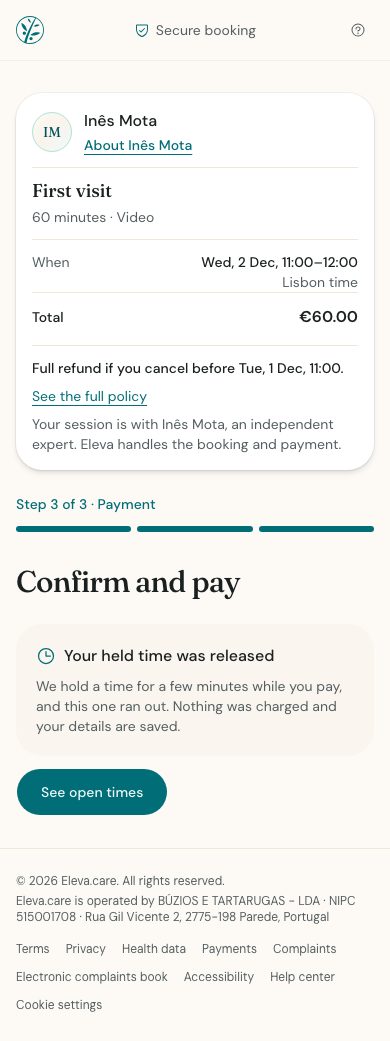 Secure booking
IM
Inês Mota
About Inês Mota
First visit
60 minutes · Video
When
Wed, 2 Dec, 11:00–12:00
Lisbon time
Total
€60.00
Full refund if you cancel before Tue, 1 Dec, 11:00.
See the full policy
Your session is with Inês Mota, an independent
expert. Eleva handles the booking and payment.
Step 3 of 3 · Payment
Confirm and pay
Your held time was released
We hold a time for a few minutes while you pay,
and this one ran out. Nothing was charged and
your details are saved.
See open times
© 2026 Eleva.care. All rights reserved.
Eleva.care is operated by BÚZIOS E TARTARUGAS - LDA · NIPC
515001708 · Rua Gil Vicente 2, 2775-198 Parede, Portugal
Terms Privacy Health data Payments Complaints
Electronic complaints book Accessibility Help center
Cookie settings